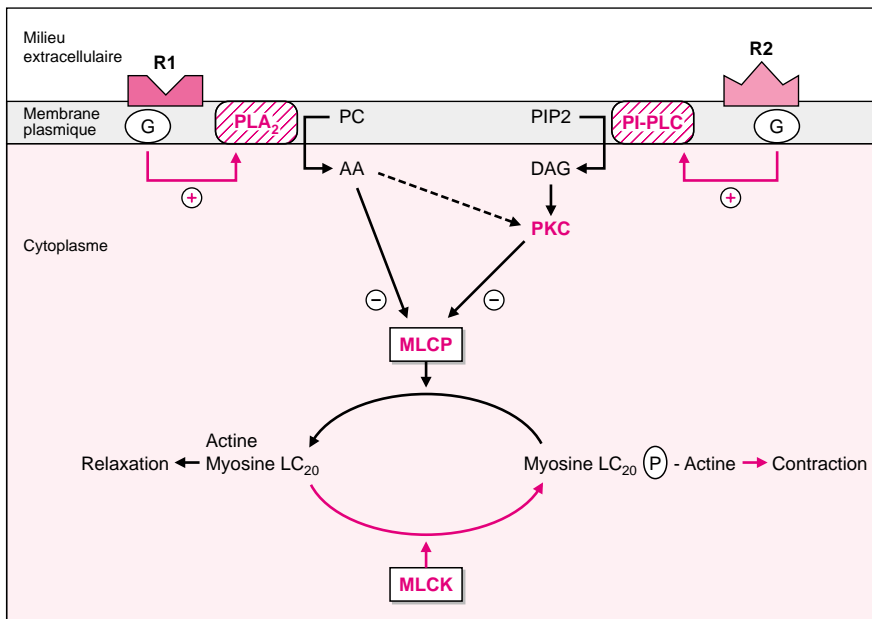 Milieu
extracellulaire
R1
R2
Membrane
plasmique
G
PLA2
PC
PIP2
PI-PLC
G
+
AA
DAG
+
PKC
Cytoplasme
−
−
MLCP
Actine
Relaxation
Myosine LC20
Myosine LC20 P - Actine
Contraction
MLCK